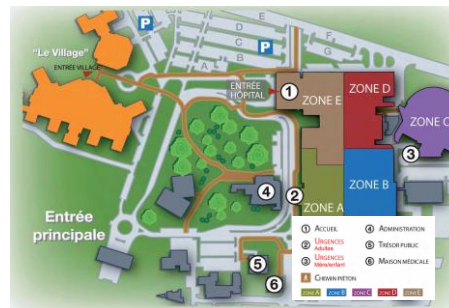 P
E
D
C
B
A
F
G
P
"Le Village"
ENTRÉE VILLAGE
ENTRÉE
HÔPITAL
1
ZONE E
ZONE D
ZONE C
3
4
2
ZONE A
ZONE B
Entrée
principale
5
6
1 ACCUEIL
2 URGENCES
Adultes
3 URGENCES
Mère/enfant
CHEMIN PIÉTON
4 ADMINISTRATION
5 TRÉSOR PUBLIC
6 MAISON MÉDICALE
ZONE A
ZONE B
ZONE C
ZONE D
ZONE E